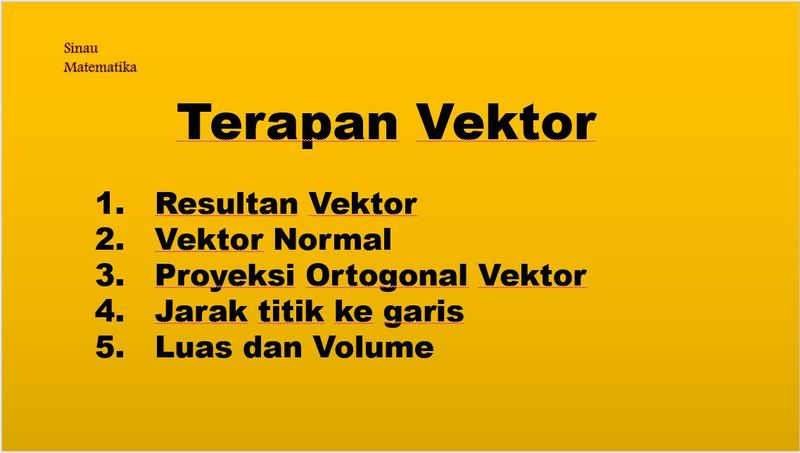 Sinau
Matematika
Terapan Vektor
1. Resultan Vektor
2. Vektor Normal
3. Proyeksi Ortogonal Vektor
4. Jarak titik ke garis
5. Luas dan Volume